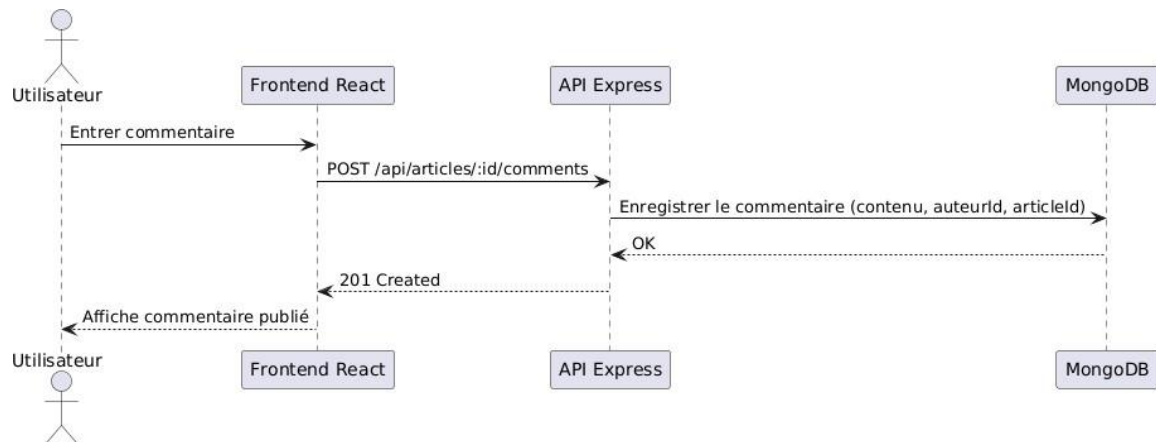 Utilisateur
Frontend React
API Express
MongoDB
Entrer commentaire
POST /api/articles/:id/comments
Enregistrer le commentaire (contenu, auteurId, articleId)
OK
201 Created
Affiche commentaire publié
Utilisateur
Frontend React
API Express
MongoDB